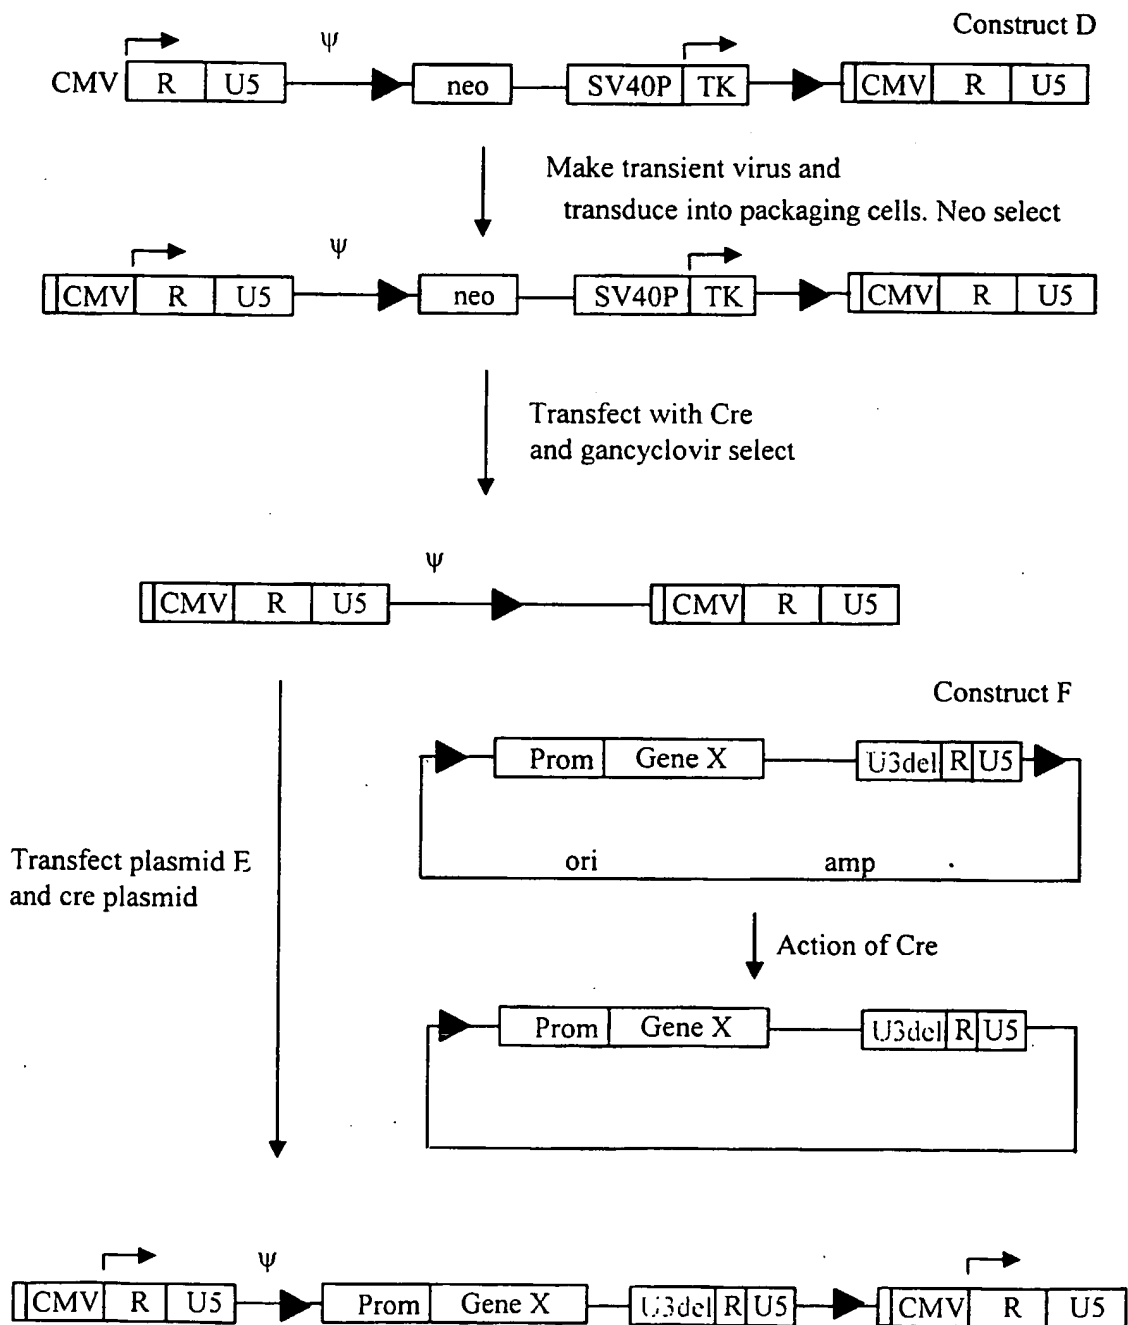 Construct D
ψ
CMV R U5 neo SV40P TK CMV R U5
Make transient virus and
transduce into packaging cells. Neo select
ψ
CMV R U5 neo SV40P TK CMV R U5
Transfect with Cre
and gancyclovir select
ψ
CMV R U5 CMV R U5
Construct F
Prom Gene X U3del R U5
ori amp
Transfect plasmid E
and cre plasmid
Action of Cre
Prom Gene X U3del R U5
ψ
CMV R U5 Prom Gene X U3del R U5 CMV R U5